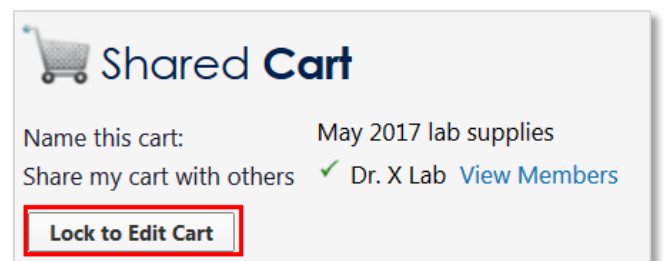 Shared Cart
Name this cart: May 2017 lab supplies
Share my cart with others Dr. X Lab View Members
Lock to Edit Cart